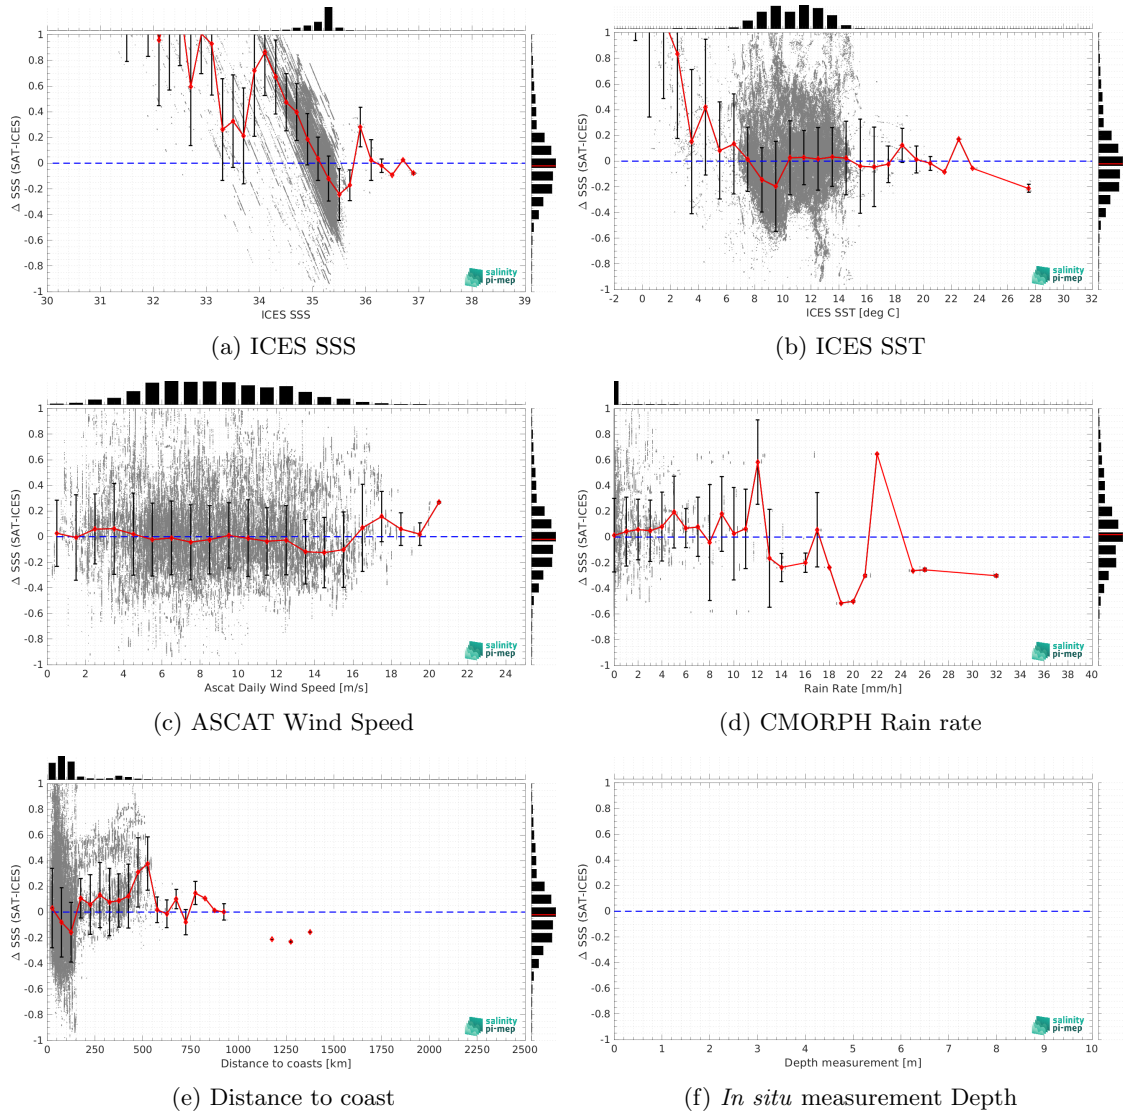 1
0.8
0.6
0.4
0.2
0
-0.2
-0.4
-0.6
-0.8
-1
Δ SSS (SAT-ICES)
30 31 32 33 34 35 36 37 38 39
ICES SSS
salinity
pi-mep
(a) ICES SSS
1
0.8
0.6
0.4
0.2
0
-0.2
-0.4
-0.6
-0.8
-1
Δ SSS (SAT-ICES)
-2 0 2 4 6 8 10 12 14 16 18 20 22 24 26 28 30 32
ICES SST [deg C]
salinity
pi-mep
(b) ICES SST
1
0.8
0.6
0.4
0.2
0
-0.2
-0.4
-0.6
-0.8
-1
Δ SSS (SAT-ICES)
0 2 4 6 8 10 12 14 16 18 20 22 24
Ascat Daily Wind Speed [m/s]
salinity
pi-mep
(c) ASCAT Wind Speed
1
0.8
0.6
0.4
0.2
0
-0.2
-0.4
-0.6
-0.8
-1
Δ SSS (SAT-ICES)
0 2 4 6 8 10 12 14 16 18 20 22 24 26 28 30 32 34 36 38 40
Rain Rate [mm/h]
salinity
pi-mep
(d) CMORPH Rain rate
1
0.8
0.6
0.4
0.2
0
-0.2
-0.4
-0.6
-0.8
-1
Δ SSS (SAT-ICES)
0 250 500 750 1000 1250 1500 1750 2000 2250 2500
Distance to coasts [km]
salinity
pi-mep
(e) Distance to coast
1
0.8
0.6
0.4
0.2
0
-0.2
-0.4
-0.6
-0.8
-1
Δ SSS (SAT-ICES)
0 1 2 3 4 5 6 7 8 9 10
Depth measurement [m]
salinity
pi-mep
(f) In situ measurement Depth